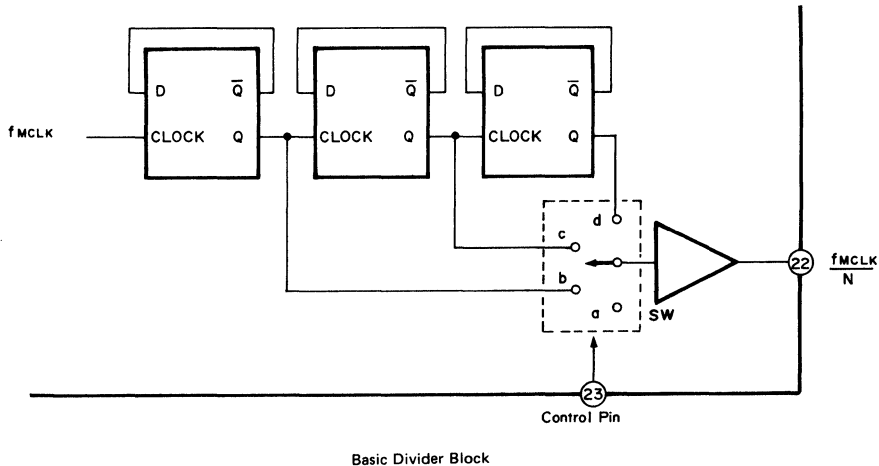 D Q̅ D Q̅ D Q̅
fMCLK CLOCK Q CLOCK Q CLOCK Q
d
c
b
a
SW
22
fMCLK
N
23
Control Pin
Basic Divider Block